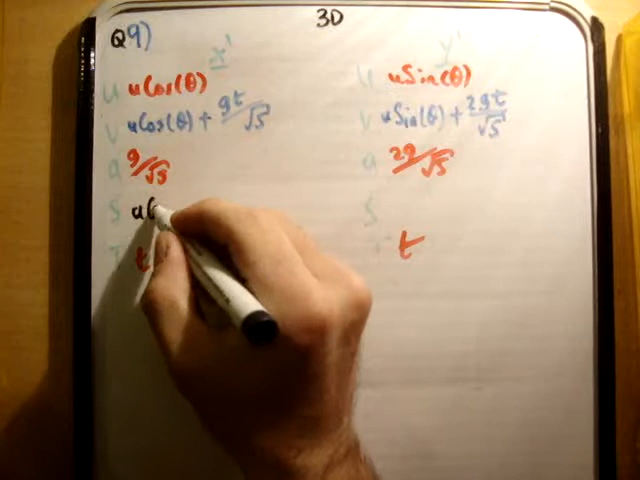 3D
Q9)
x' y'
u uCos(θ) u uSin(θ)
v uCos(θ) + gt/√5 v uSin(θ) + 2gt/√5
a g/√5 a 2g/√5
S S
t t